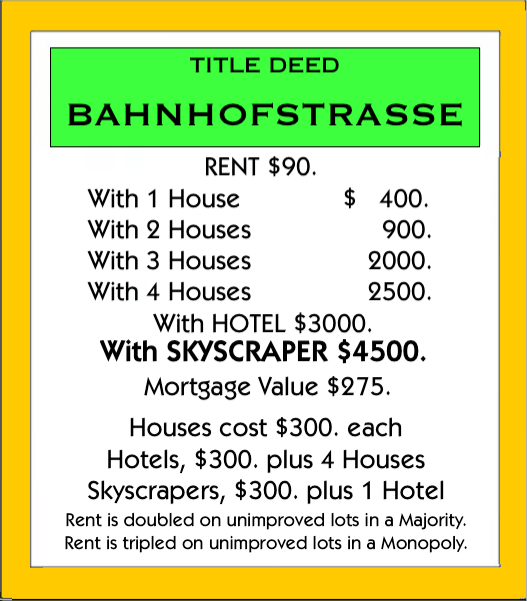 TITLE DEED
BAHNHOFSTRASSE
RENT $90.
With 1 House $ 400.
With 2 Houses 900.
With 3 Houses 2000.
With 4 Houses 2500.
With HOTEL $3000.
With SKYSCRAPER $4500.
Mortgage Value $275.
Houses cost $300. each
Hotels, $300. plus 4 Houses
Skyscrapers, $300. plus 1 Hotel
Rent is doubled on unimproved lots in a Majority.
Rent is tripled on unimproved lots in a Monopoly.